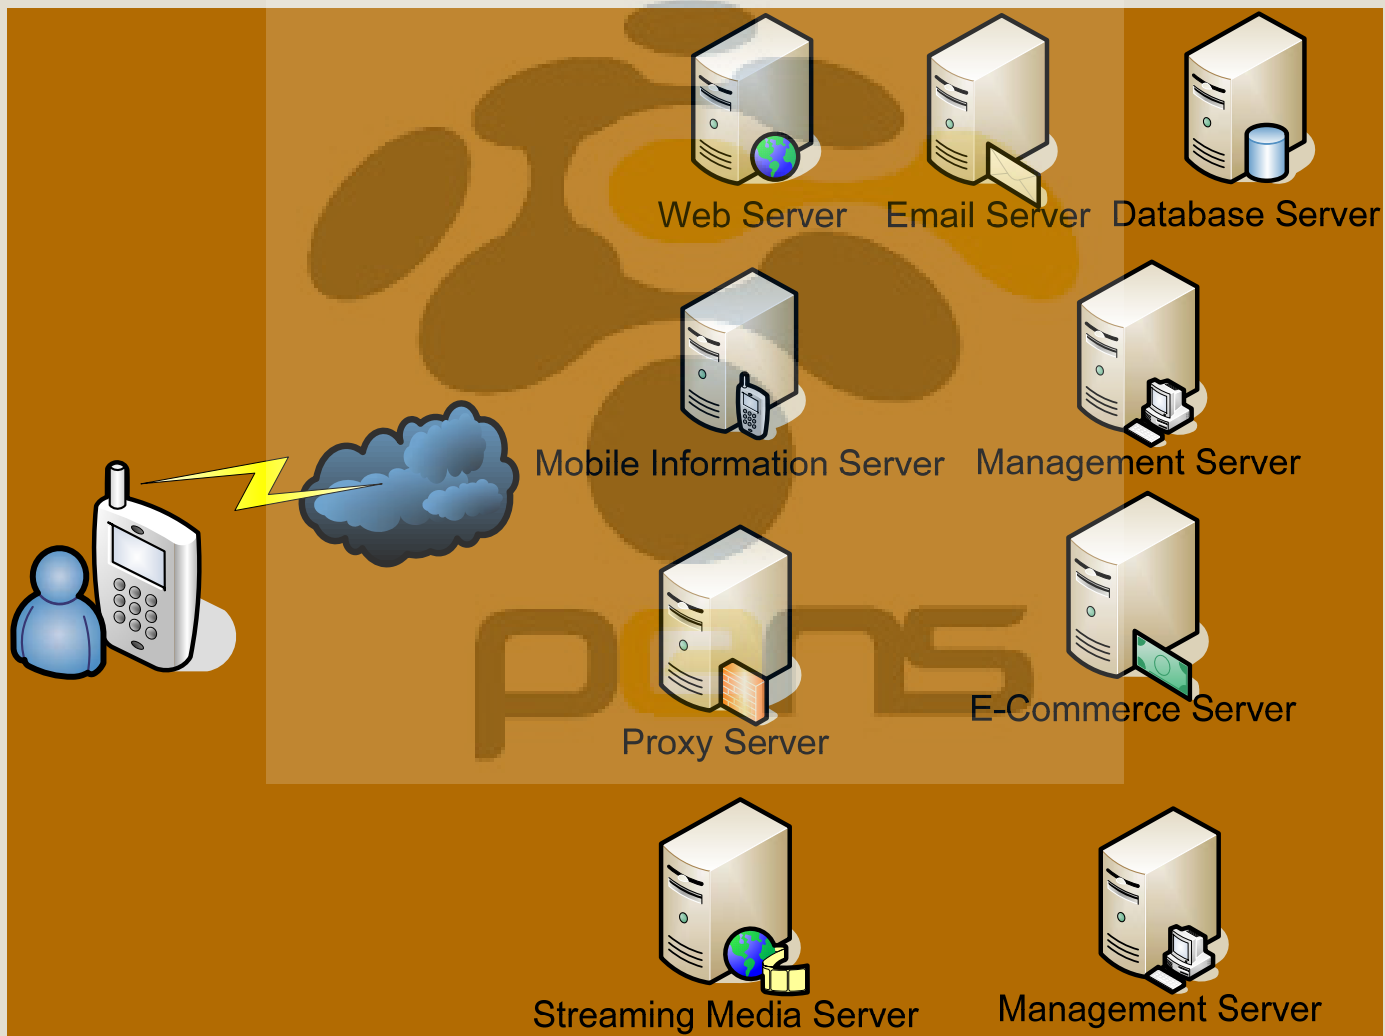 Web Server
Email Server
Database Server
Mobile Information Server
Management Server
E-Commerce Server
Proxy Server
pens
Streaming Media Server
Management Server